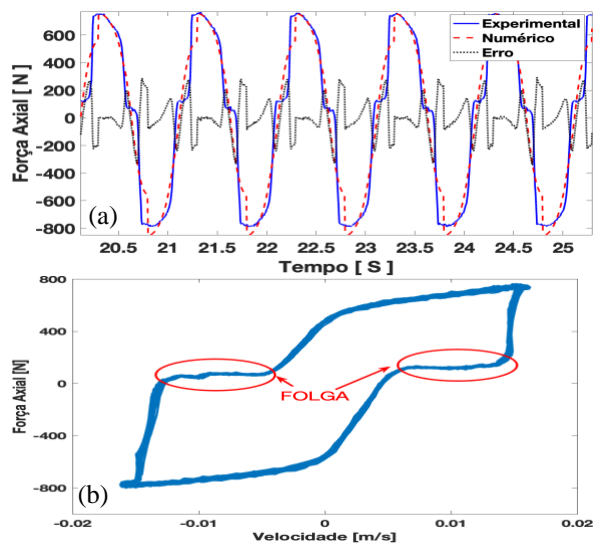 600
400
200
0
-200
-400
-600
-800
Força Axial [ N ]
Experimental
Numérico
Erro
(a)
20.5 21 21.5 22 22.5 23 23.5 24 24.5 25
Tempo [ S ]
800
400
0
-400
-800
Força Axial [N]
FOLGA
(b)
-0.02 -0.01 0 0.01 0.02
Velocidade [m/s]